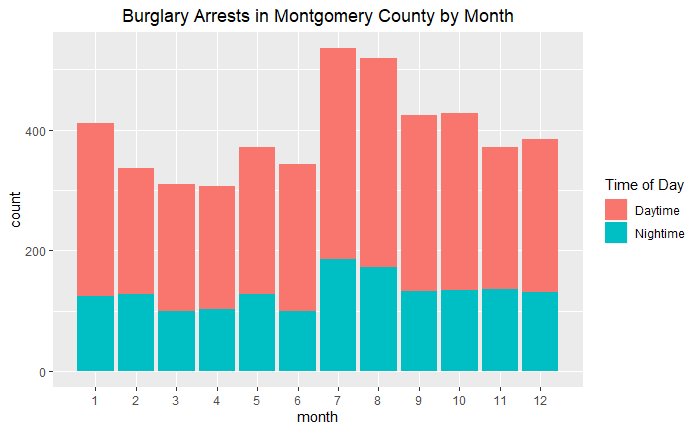 Burglary Arrests in Montgomery County by Month
count
400
200
0
1 2 3 4 5 6 7 8 9 10 11 12
month
Time of Day
Daytime
Nightime